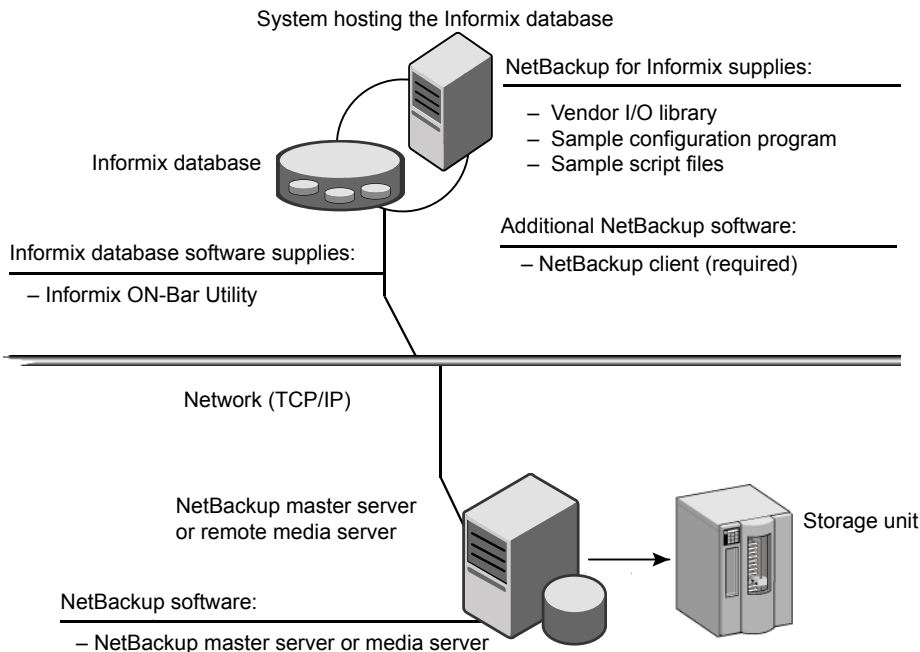 System hosting the Informix database
NetBackup for Informix supplies:
– Vendor I/O library
– Sample configuration program
– Sample script files
Informix database
Additional NetBackup software:
– NetBackup client (required)
Informix database software supplies:
– Informix ON-Bar Utility
Network (TCP/IP)
NetBackup master server
or remote media server
Storage unit
NetBackup software:
– NetBackup master server or media server